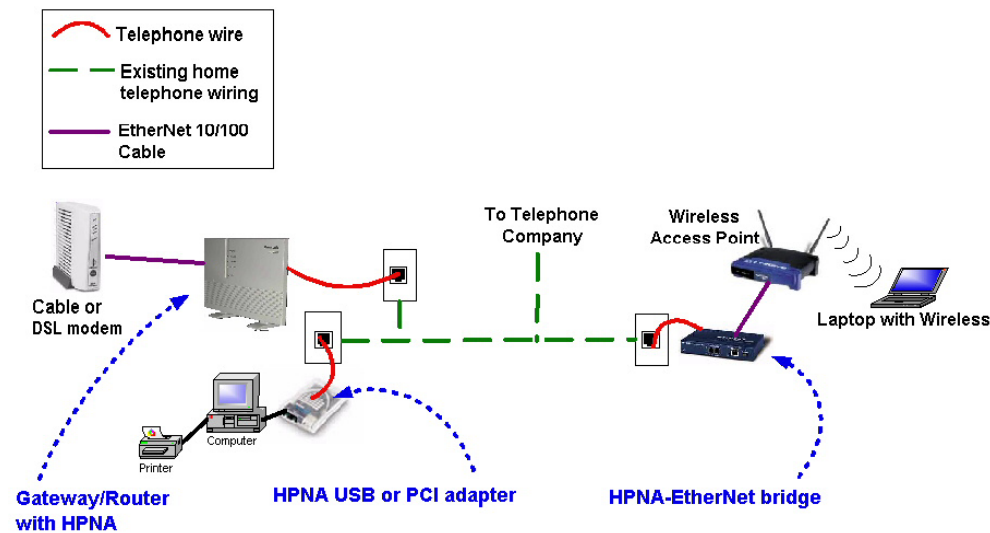 Telephone wire
Existing home
telephone wiring
EtherNet 10/100
Cable
To Telephone
Company
Wireless
Access Point
Cable or
DSL modem
Laptop with Wireless
Computer
Printer
Gateway/Router
with HPNA
HPNA USB or PCI adapter
HPNA-EtherNet bridge